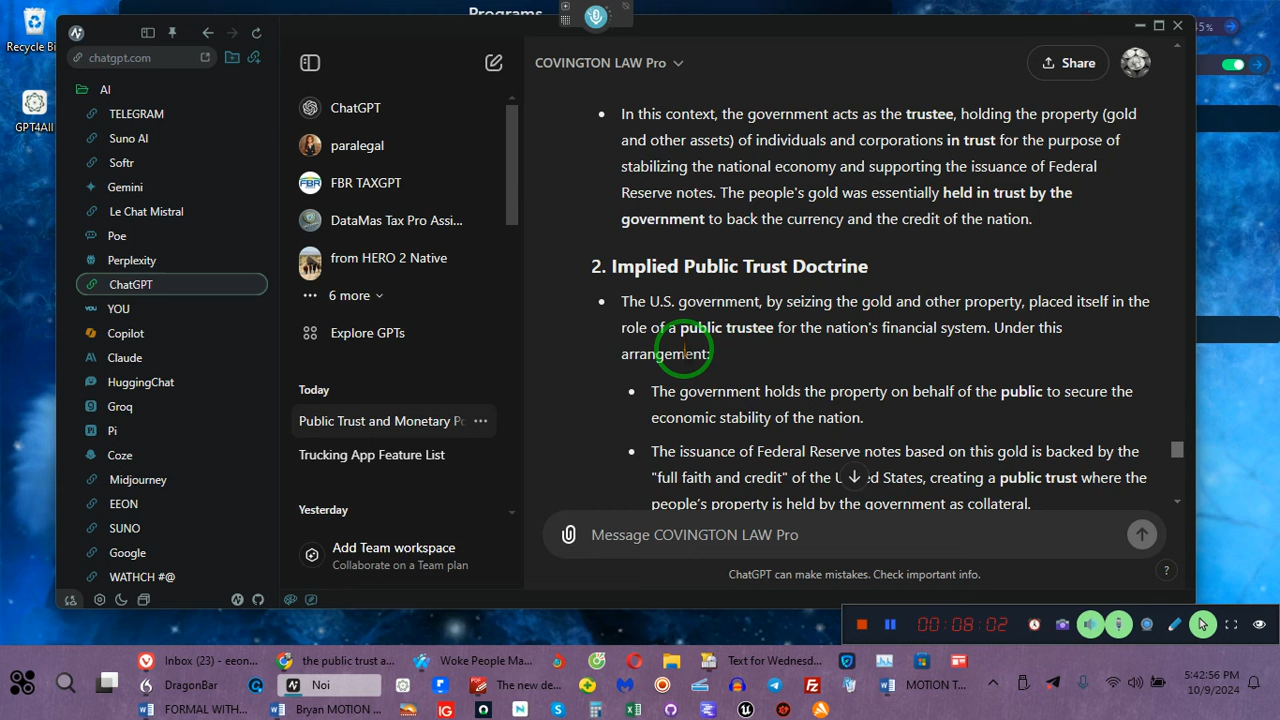 Programs
Recycle Bi
GPT4All
45%
chatgpt.com
AI
TELEGRAM
Suno AI
Softr
Gemini
Le Chat Mistral
Poe
Perplexity
ChatGPT
YOU
Copilot
Claude
HuggingChat
Groq
Pi
Coze
Midjourney
EEON
SUNO
Google
WATHCH #@
ChatGPT
paralegal
FBR TAXGPT
DataMas Tax Pro Assi...
from HERO 2 Native
6 more
Explore GPTs
Today
Public Trust and Monetary Po
Trucking App Feature List
Yesterday
Add Team workspace
Collaborate on a Team plan
COVINGTON LAW Pro
Share
• In this context, the government acts as the trustee, holding the property (gold
and other assets) of individuals and corporations in trust for the purpose of
stabilizing the national economy and supporting the issuance of Federal
Reserve notes. The people's gold was essentially held in trust by the
government to back the currency and the credit of the nation.
2. Implied Public Trust Doctrine
• The U.S. government, by seizing the gold and other property, placed itself in the
role of a public trustee for the nation's financial system. Under this
arrangement:
• The government holds the property on behalf of the public to secure the
economic stability of the nation.
• The issuance of Federal Reserve notes based on this gold is backed by the
"full faith and credit" of the United States, creating a public trust where the
people's property is held by the government as collateral.
Message COVINGTON LAW Pro
ChatGPT can make mistakes. Check important info.
?
00:08:02
Inbox (23) - eeon...
the public trust a...
Woke People Ma...
Text for Wednesd...
DragonBar
Noi
The new de...
MOTION T...
5:42:56 PM
10/9/2024
FORMAL WITH...
Bryan MOTION ...